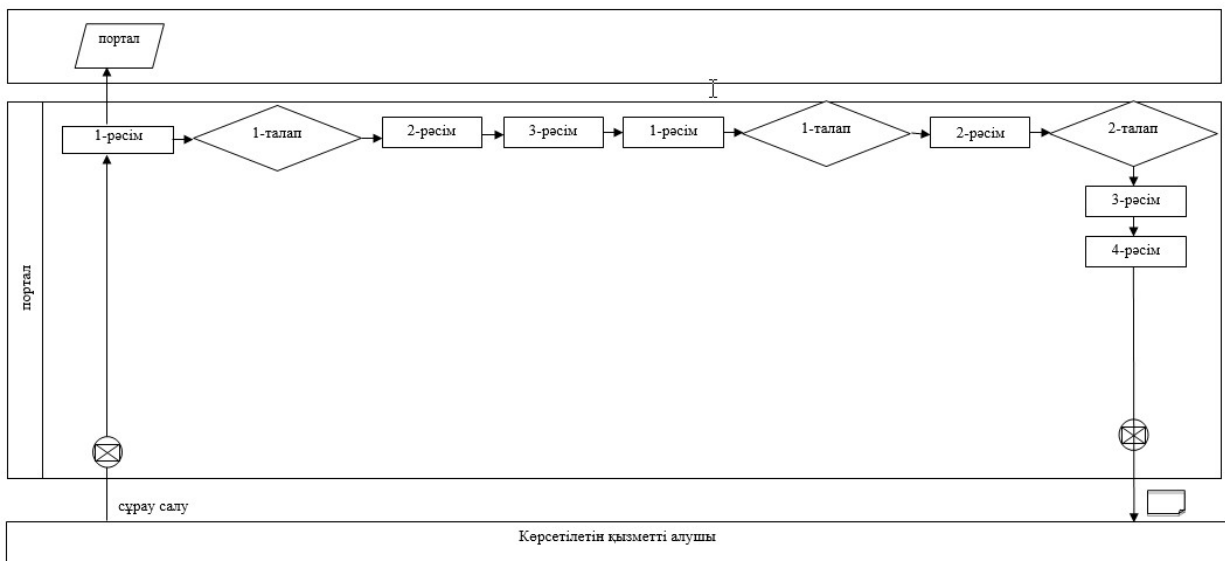 портал
1-рәсім
1-талап
2-рәсім
3-рәсім
1-рәсім
1-талап
2-рәсім
2-талап
3-рәсім
4-рәсім
портал
сұрау салу
Көрсетілетін қызметті алушы